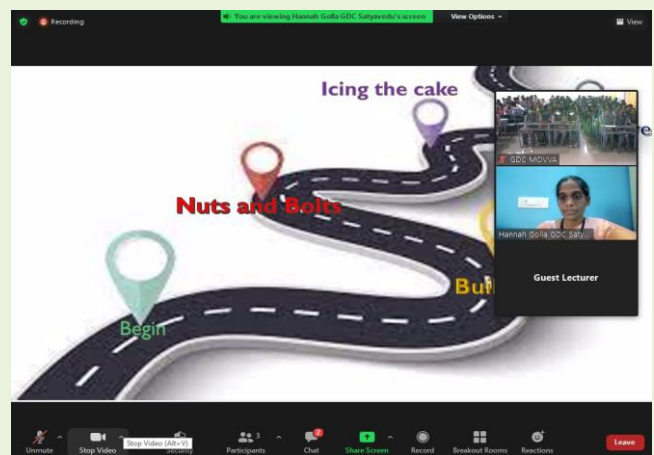 Recording
You are viewing Hannah Golla GDC Satyavedu's screen
View Options
View
Icing the cake
GDC MOVVA
Nuts and Bolts
Hannah Golla GDC Saty...
Guest Lecturer
Begin
Unmute
Stop Video
Stop Video (Alt+V)
Security
Participants
3
Chat
2
Share Screen
Record
Breakout Rooms
Reactions
Leave